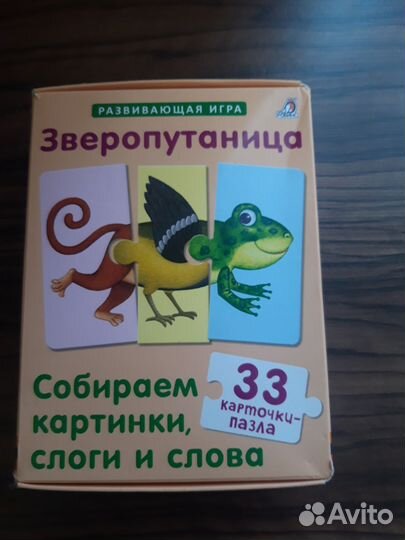 РАЗВИВАЮЩАЯ ИГРА
Зверопутаница
Собираем
картинки,
слоги и слова
33
карточки-
пазла
Avito